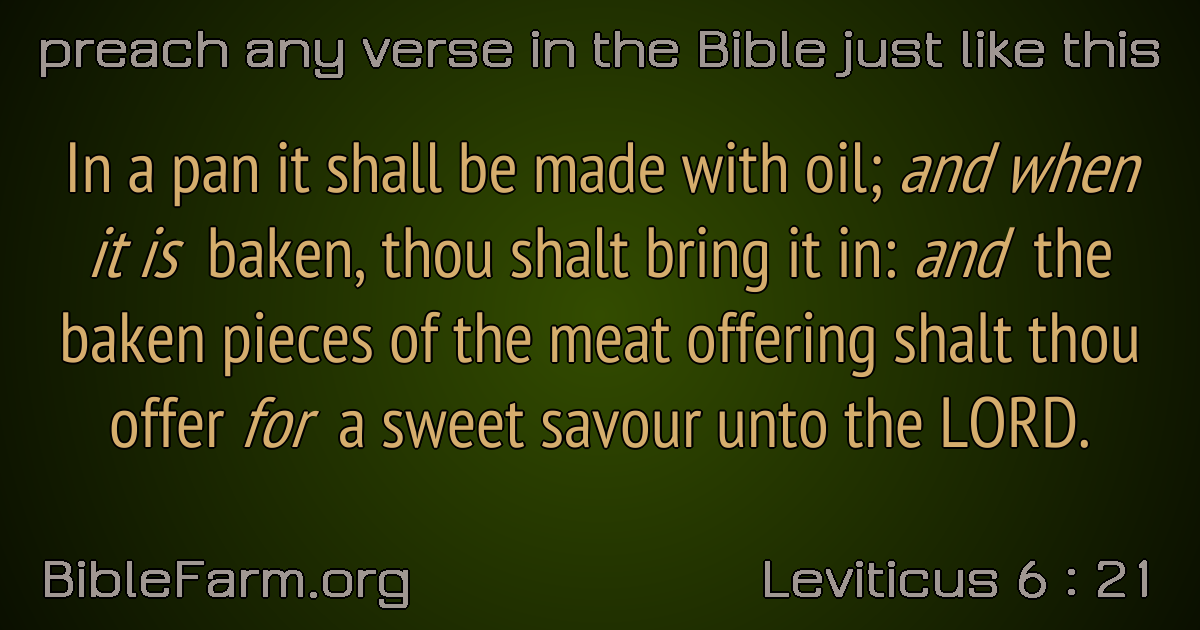 preach any verse in the Bible just like this
In a pan it shall be made with oil; and when
it is baken, thou shalt bring it in: and the
baken pieces of the meat offering shalt thou
offer for a sweet savour unto the LORD.
BibleFarm.org
Leviticus 6 : 21